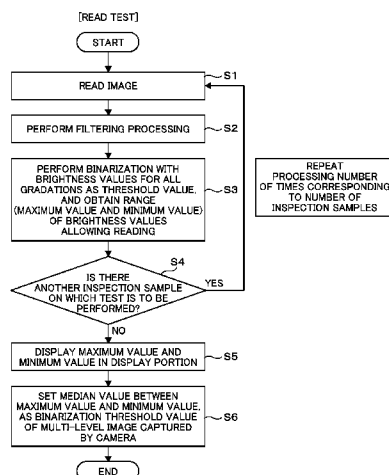 [READ TEST]
START
S1
READ IMAGE
S2
PERFORM FILTERING PROCESSING
PERFORM BINARIZATION WITH
BRIGHTNESS VALUES FOR ALL
GRADATIONS AS THRESHOLD VALUE,
AND OBTAIN RANGE
(MAXIMUM VALUE AND MINIMUM VALUE)
OF BRIGHTNESS VALUES
ALLOWING READING
S3
REPEAT
PROCESSING NUMBER
OF TIMES CORRESPONDING
TO NUMBER OF
INSPECTION SAMPLES
S4
IS THERE
ANOTHER INSPECTION SAMPLE
ON WHICH TEST IS TO BE
PERFORMED?
YES
NO
DISPLAY MAXIMUM VALUE AND
MINIMUM VALUE IN DISPLAY PORTION
S5
SET MEDIAN VALUE BETWEEN
MAXIMUM VALUE AND MINIMUM VALUE,
AS BINARIZATION THRESHOLD VALUE
OF MULTI-LEVEL IMAGE CAPTURED
BY CAMERA
S6
END